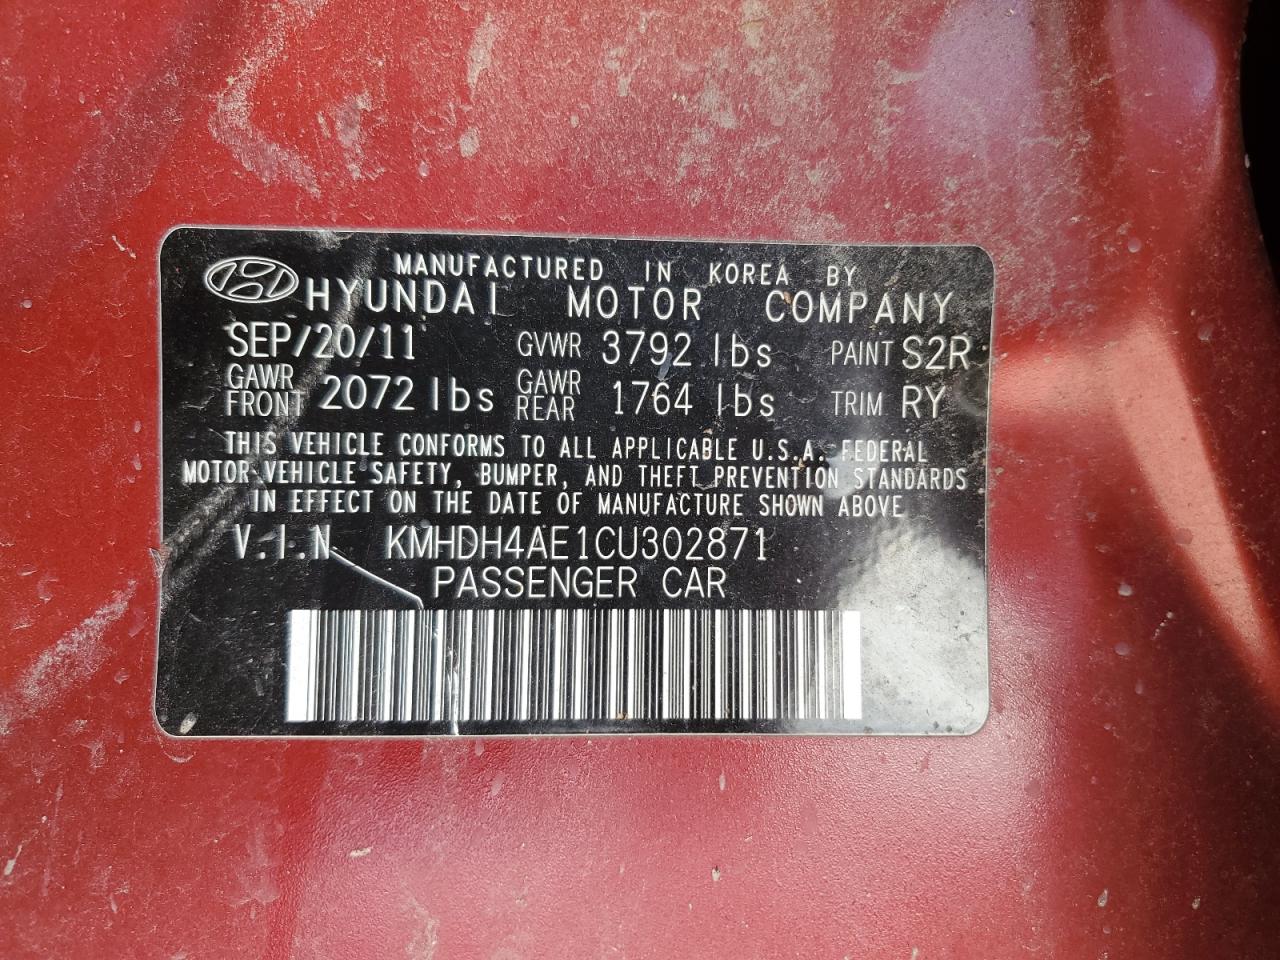 MANUFACTURED IN KOREA BY
HYUNDAI MOTOR COMPANY
SEP/20/11 GVWR 3792 lbs PAINT S2R
GAWR FRONT 2072 lbs GAWR REAR 1764 lbs TRIM RY
THIS VEHICLE CONFORMS TO ALL APPLICABLE U.S.A. FEDERAL
MOTOR VEHICLE SAFETY, BUMPER, AND THEFT PREVENTION STANDARDS
IN EFFECT ON THE DATE OF MANUFACTURE SHOWN ABOVE
V.I.N KMHDH4AE1CU302871
PASSENGER CAR